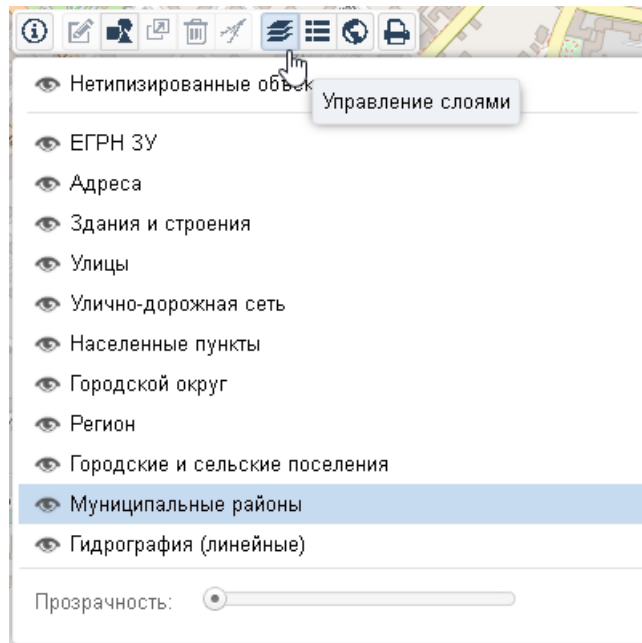 Нетипизированные объек
Управление слоями
ЕГРН ЗУ
Адреса
Здания и строения
Улицы
Улично-дорожная сеть
Населенные пункты
Городской округ
Регион
Городские и сельские поселения
Муниципальные районы
Гидрография (линейные)
Прозрачность: